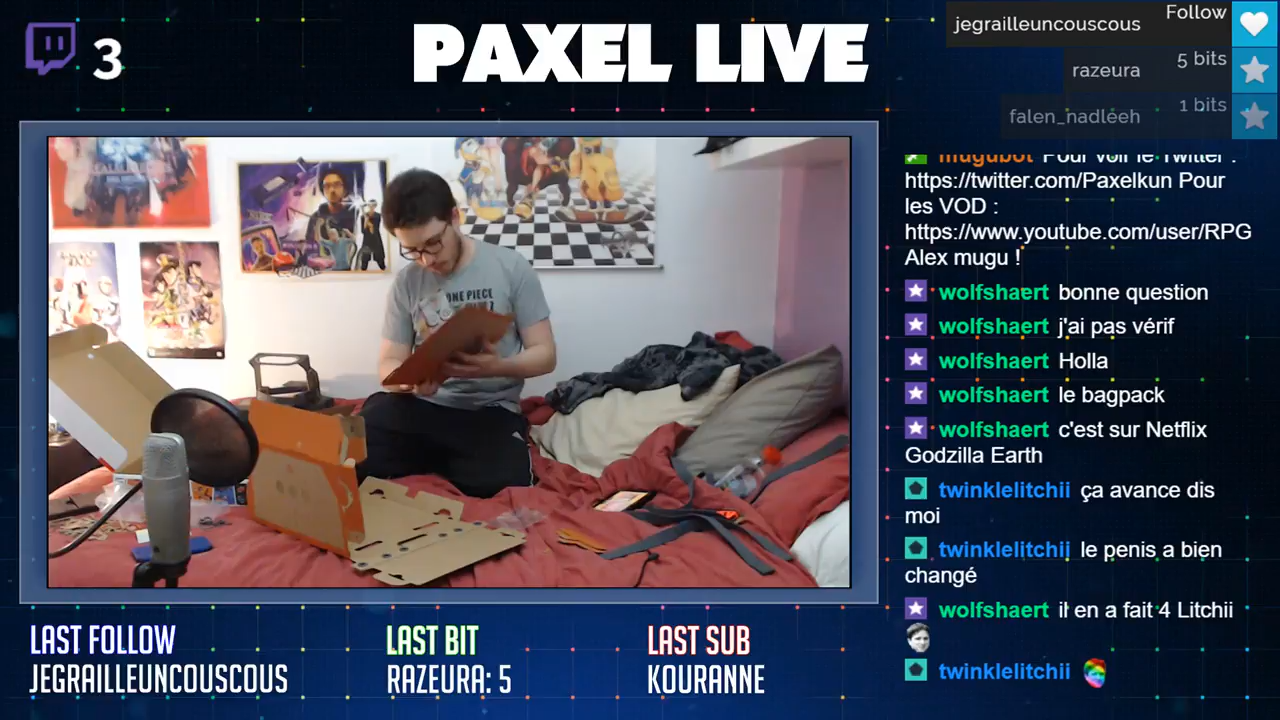 3
PAXEL LIVE
jegrailleuncouscous Follow
razeura 5 bits
falen_nadleeh 1 bits
mugubot Pour voir le Twitter :
https://twitter.com/Paxelkun Pour
les VOD :
https://www.youtube.com/user/RPG
Alex mugu !
wolfshaert bonne question
wolfshaert j'ai pas vérif
wolfshaert Holla
wolfshaert le bagpack
wolfshaert c'est sur Netflix
Godzilla Earth
twinklelitchii ça avance dis
moi
twinklelitchii le penis a bien
changé
wolfshaert il en a fait 4 Litchii
twinklelitchii
ONE PIECE
LAST FOLLOW
JEGRAILLEUNCOUSCOUS
LAST BIT
RAZEURA: 5
LAST SUB
KOURANNE